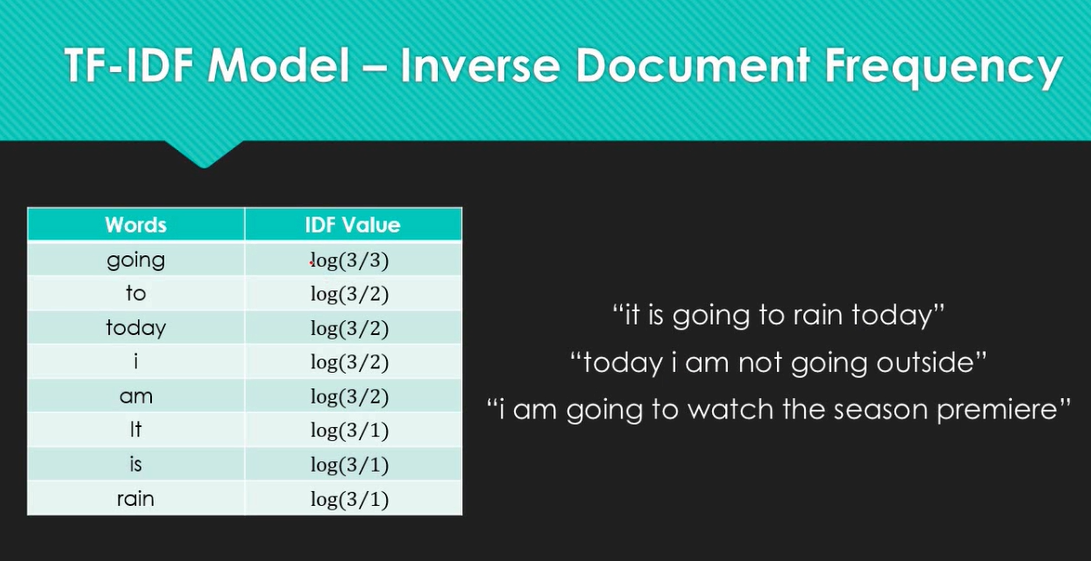 TF-IDF Model – Inverse Document Frequency
Words IDF Value
going log(3/3)
to log(3/2)
today log(3/2)
i log(3/2)
am log(3/2)
It log(3/1)
is log(3/1)
rain log(3/1)
“it is going to rain today”
“today i am not going outside”
“i am going to watch the season premiere”